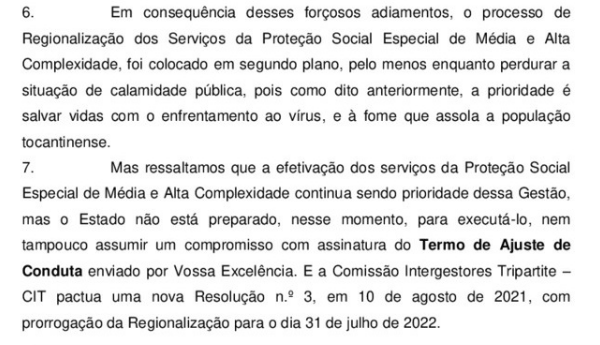 6. Em consequência desses forçosos adiamentos, o processo de
Regionalização dos Serviços da Proteção Social Especial de Média e Alta
Complexidade, foi colocado em segundo plano, pelo menos enquanto perdurar a
situação de calamidade pública, pois como dito anteriormente, a prioridade é
salvar vidas com o enfrentamento ao vírus, e à fome que assola a população
tocantinense.
7. Mas ressaltamos que a efetivação dos serviços da Proteção Social
Especial de Média e Alta Complexidade continua sendo prioridade dessa Gestão,
mas o Estado não está preparado, nesse momento, para executá-lo, nem
tampouco assumir um compromisso com assinatura do Termo de Ajuste de
Conduta enviado por Vossa Excelência. E a Comissão Intergestores Tripartite –
CIT pactua uma nova Resolução n.º 3, em 10 de agosto de 2021, com
prorrogação da Regionalização para o dia 31 de julho de 2022.